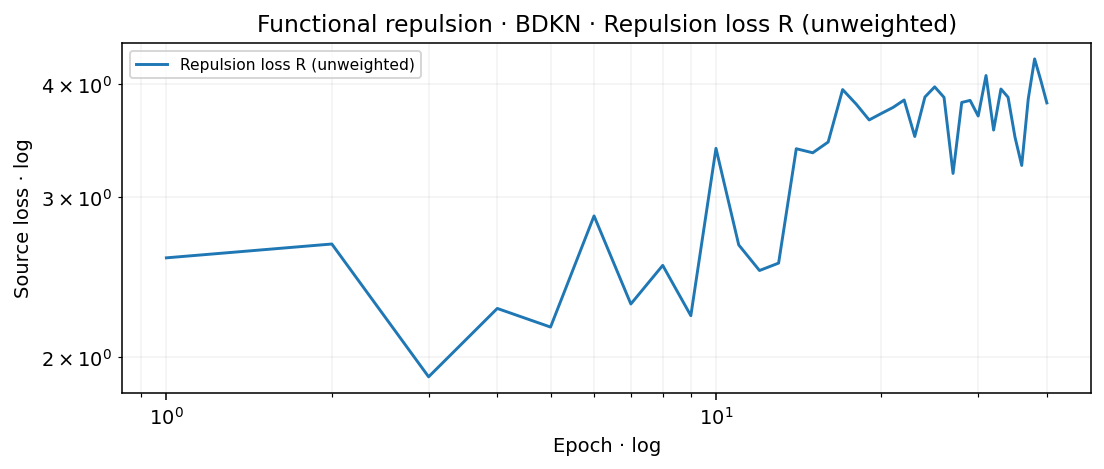 Functional repulsion · BDKN · Repulsion loss R (unweighted)
Repulsion loss R (unweighted)
4 × 10⁰
3 × 10⁰
2 × 10⁰
Source loss · log
10⁰ 10¹
Epoch · log